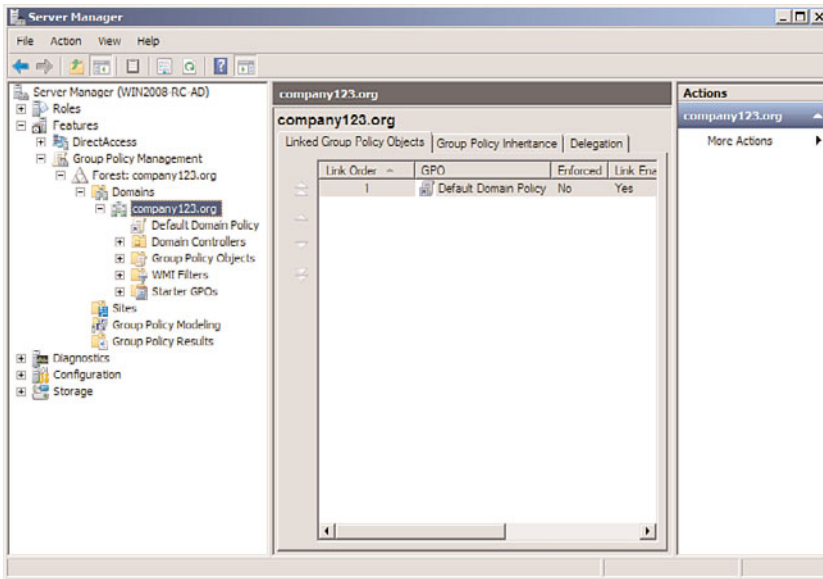 Server Manager
File Action View Help
Server Manager (WIN2008-RC-AD)
Roles
Features
DirectAccess
Group Policy Management
Forest: company123.org
Domains
company123.org
Default Domain Policy
Domain Controllers
Group Policy Objects
WMI Filters
Starter GPOs
Sites
Group Policy Modeling
Group Policy Results
Diagnostics
Configuration
Storage
company123.org
company123.org
Linked Group Policy Objects Group Policy Inheritance Delegation
Link Order GPO Enforced Link Ena
1 Default Domain Policy No Yes
Actions
company123.org
More Actions